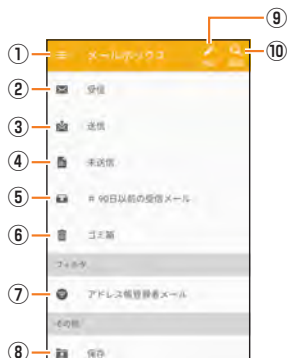 ⑨
① メールボックス ⑩
② 受信
③ 送信
④ 未送信
⑤ # 90日以前の受信メール
⑥ ゴミ箱
フィルタ
⑦ アドレス帳登録者メール
その他
⑧ 保存